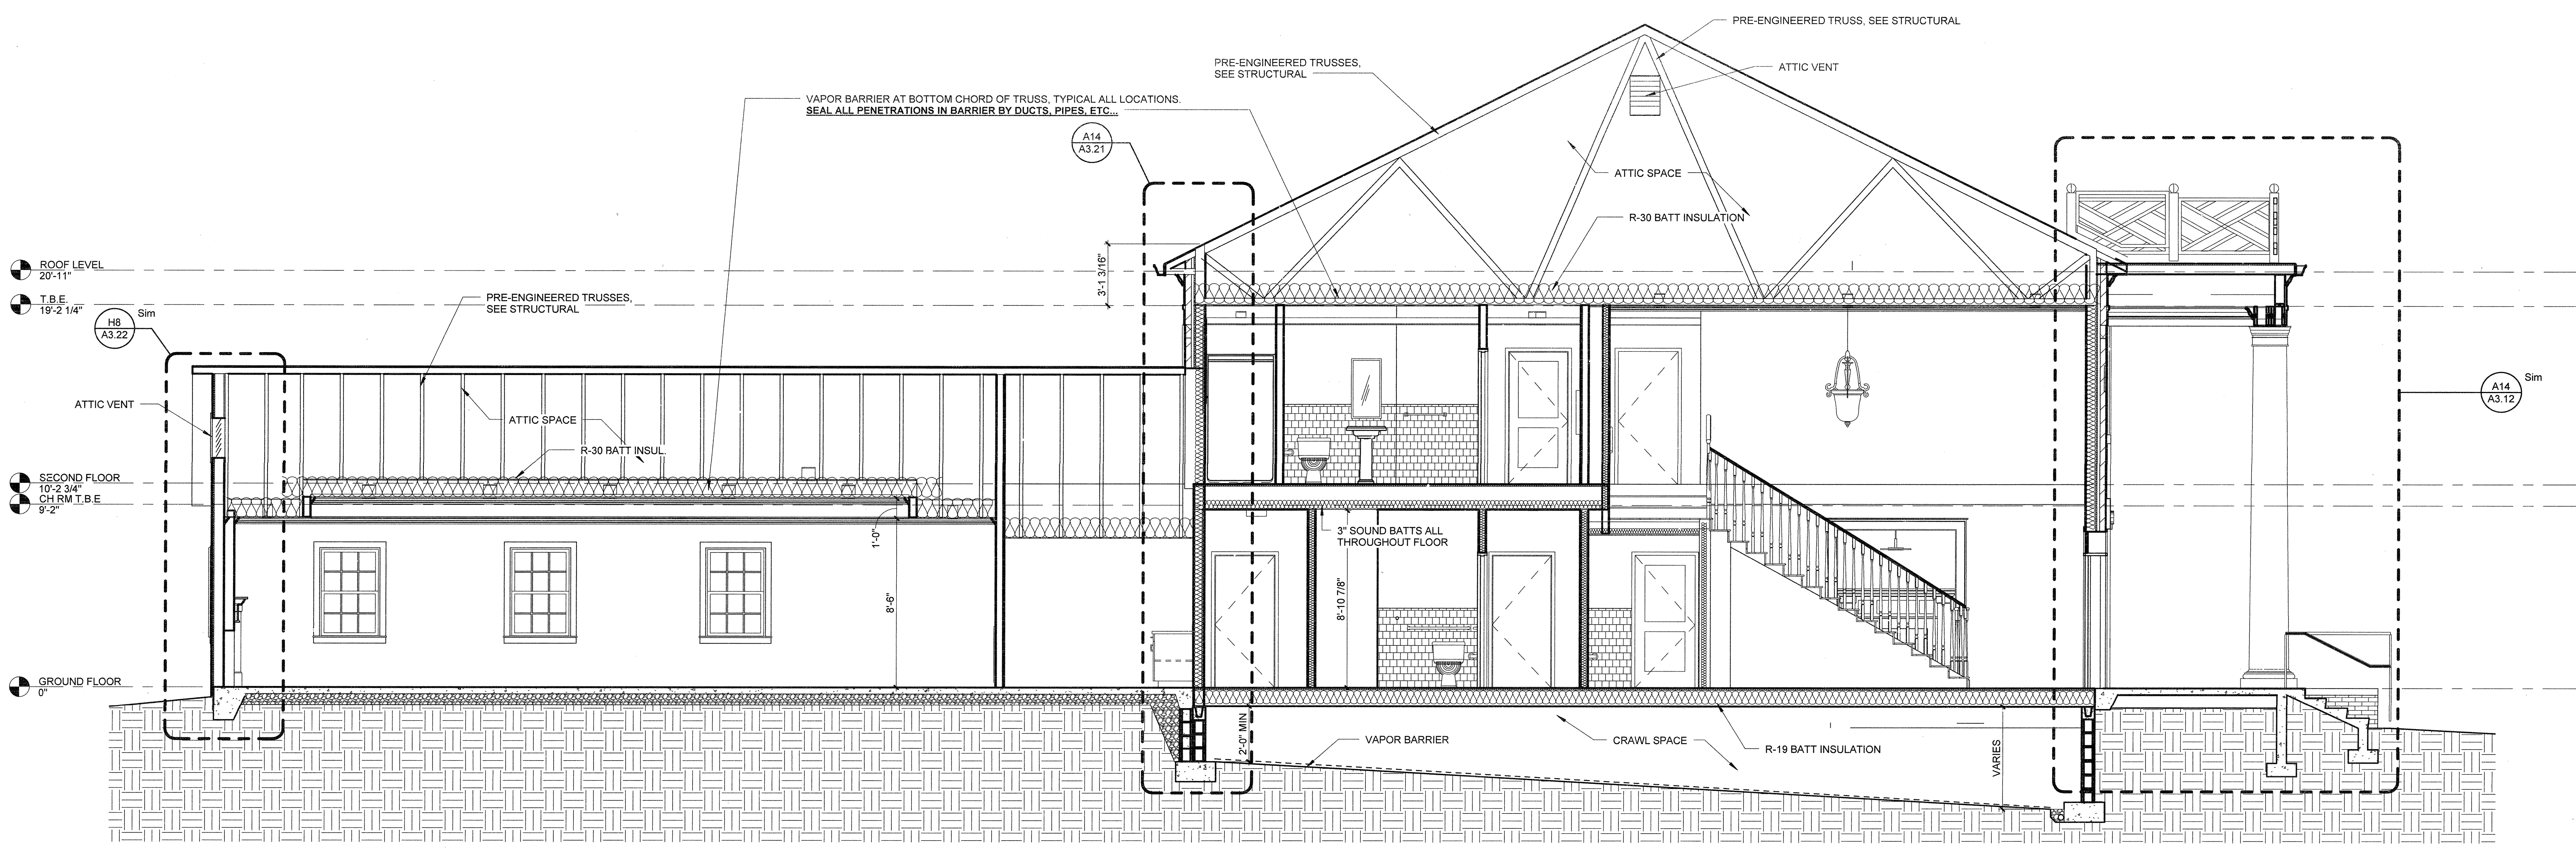 PRE-ENGINEERED TRUSS, SEE STRUCTURAL
PRE-ENGINEERED TRUSSES,
SEE STRUCTURAL
ATTIC VENT
VAPOR BARRIER AT BOTTOM CHORD OF TRUSS, TYPICAL ALL LOCATIONS.
SEAL ALL PENETRATIONS IN BARRIER BY DUCTS, PIPES, ETC...
A14
A3.21
ATTIC SPACE
R-30 BATT INSULATION
3'-1 3/16"
ROOF LEVEL
20'-11"
T.B.E.
19'-2 1/4"
H8
A3.22
Sim
PRE-ENGINEERED TRUSSES,
SEE STRUCTURAL
A14
A3.12
Sim
ATTIC VENT
ATTIC SPACE
R-30 BATT INSUL.
SECOND FLOOR
10'-2 3/4"
CH RM T.B.E
9'-2"
1'-0"
3" SOUND BATTS ALL
THROUGHOUT FLOOR
8'-6"
8'-10 7/8"
GROUND FLOOR
0"
2'-0" MIN
VAPOR BARRIER
CRAWL SPACE
R-19 BATT INSULATION
VARIES